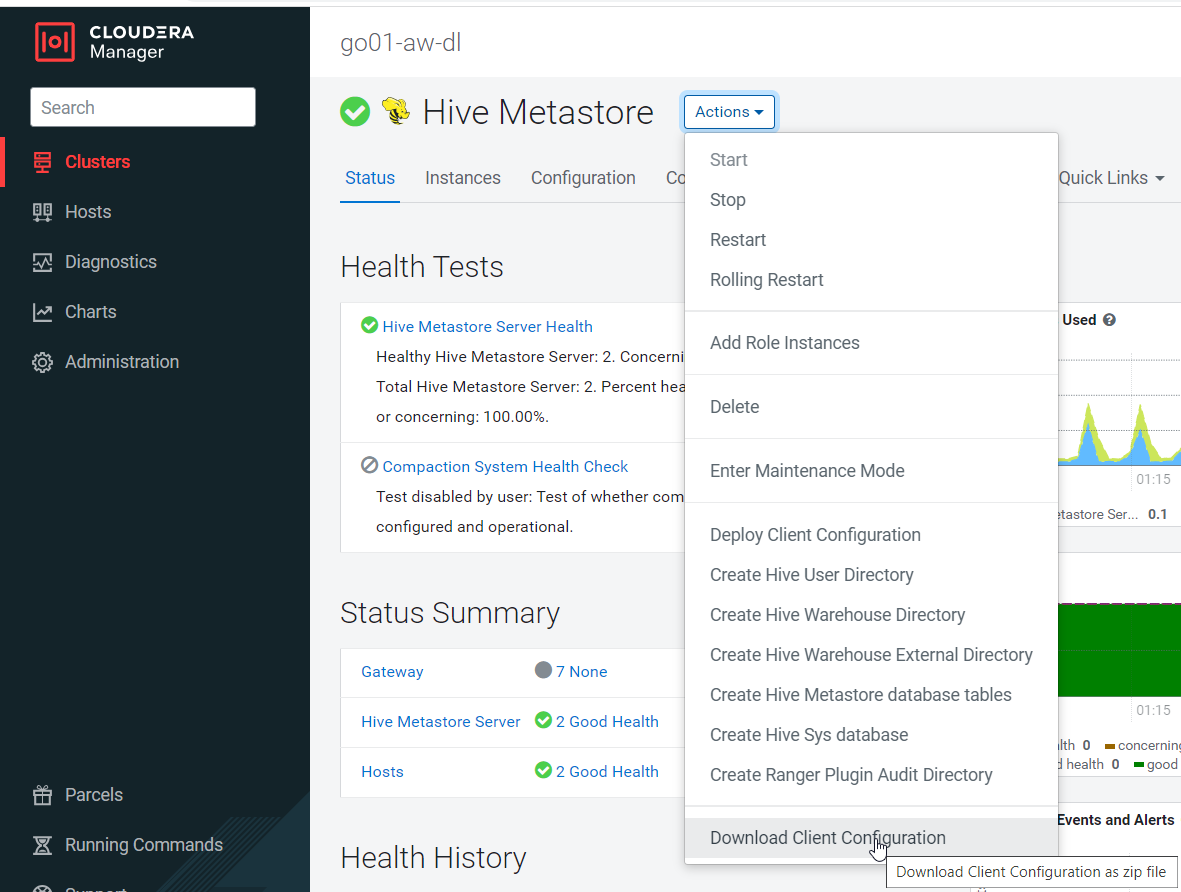 CLOUDERA
Manager
Search
Clusters
Hosts
Diagnostics
Charts
Administration
Parcels
Running Commands
Support
go01-aw-dl
Hive Metastore
Actions
Status Instances Configuration Co
Quick Links
Health Tests
Hive Metastore Server Health
Healthy Hive Metastore Server: 2. Concerni
Total Hive Metastore Server: 2. Percent hea
or concerning: 100.00%.
Compaction System Health Check
Test disabled by user: Test of whether com
configured and operational.
Status Summary
Gateway 7 None
Hive Metastore Server 2 Good Health
Hosts 2 Good Health
Health History
Start
Stop
Restart
Rolling Restart
Add Role Instances
Delete
Enter Maintenance Mode
Deploy Client Configuration
Create Hive User Directory
Create Hive Warehouse Directory
Create Hive Warehouse External Directory
Create Hive Metastore database tables
Create Hive Sys database
Create Ranger Plugin Audit Directory
Download Client Configuration
Download Client Configuration as zip file
Used
01:15
etastore Ser... 0.1
01:15
lth 0 concerning
d health 0 good
Events and Alerts